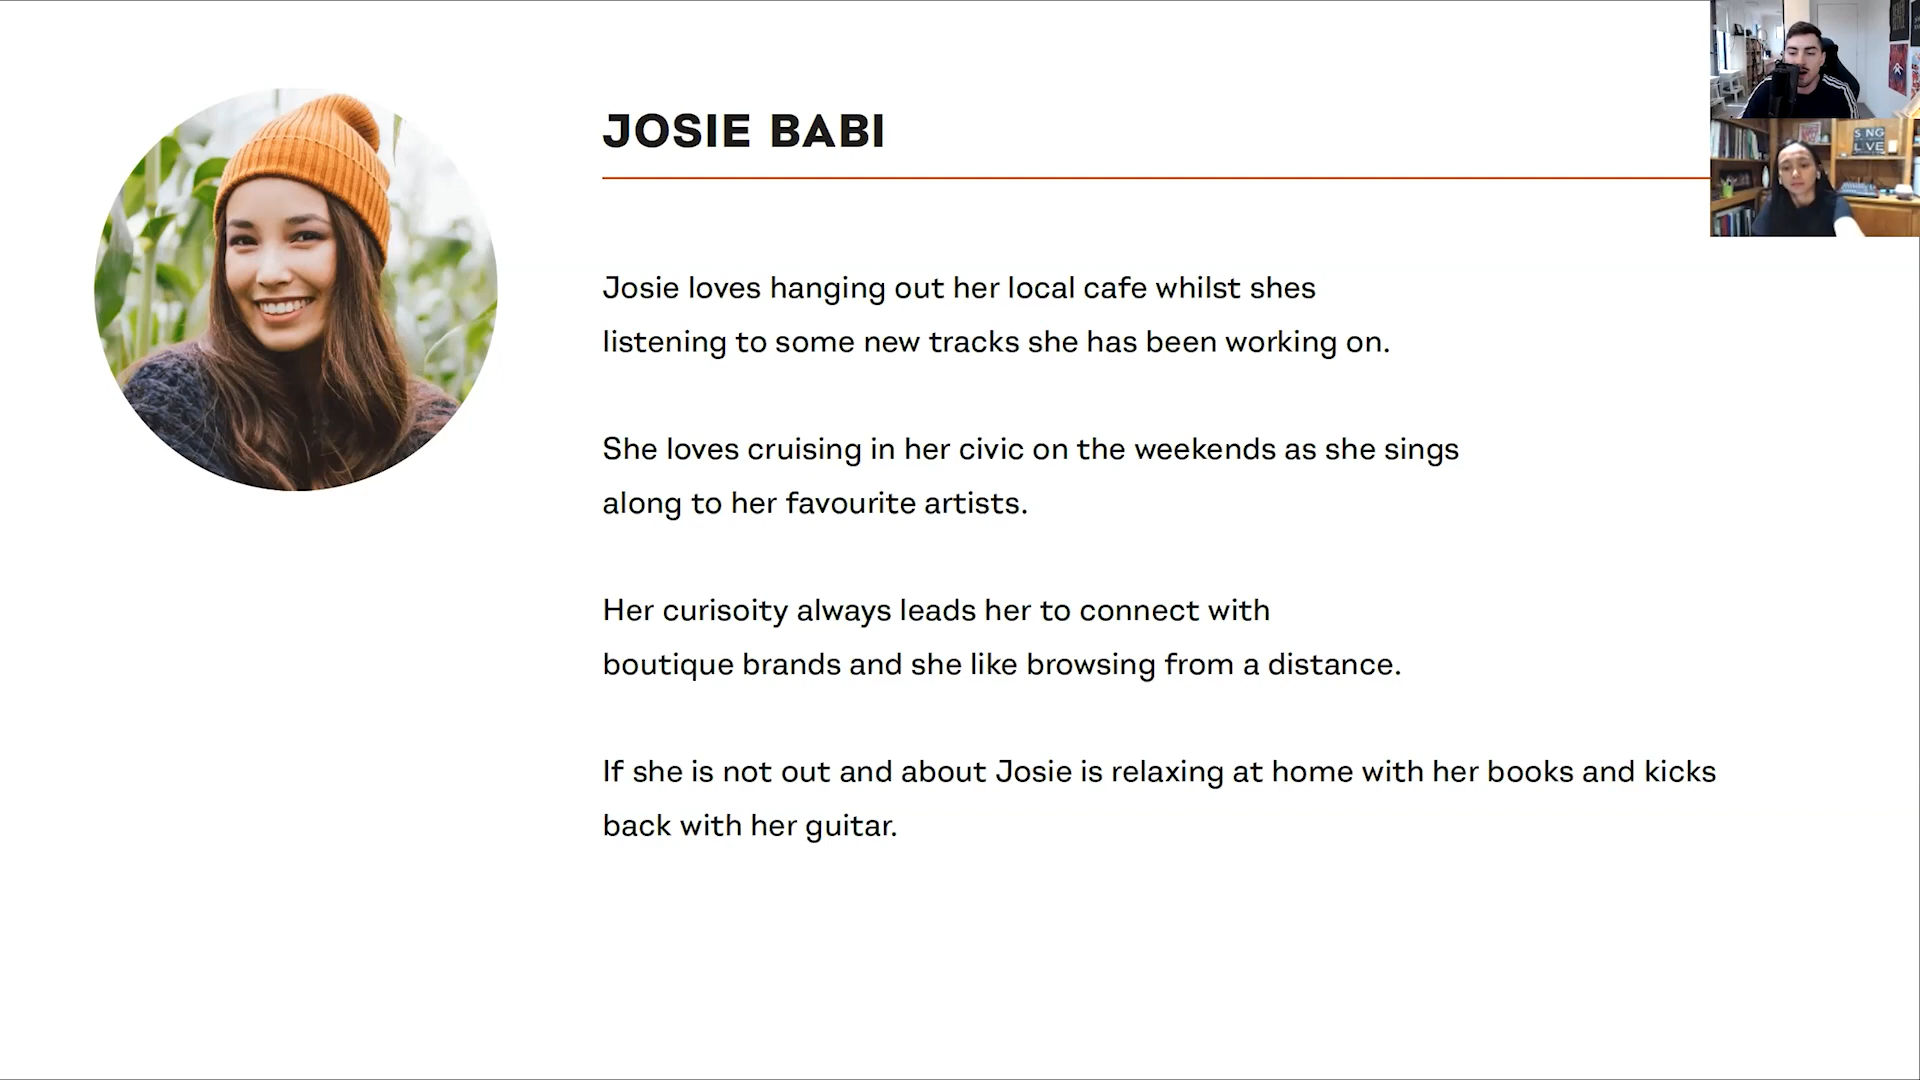 JOSIE BABI
Josie loves hanging out her local cafe whilst shes
listening to some new tracks she has been working on.
She loves cruising in her civic on the weekends as she sings
along to her favourite artists.
Her curisoity always leads her to connect with
boutique brands and she like browsing from a distance.
If she is not out and about Josie is relaxing at home with her books and kicks
back with her guitar.